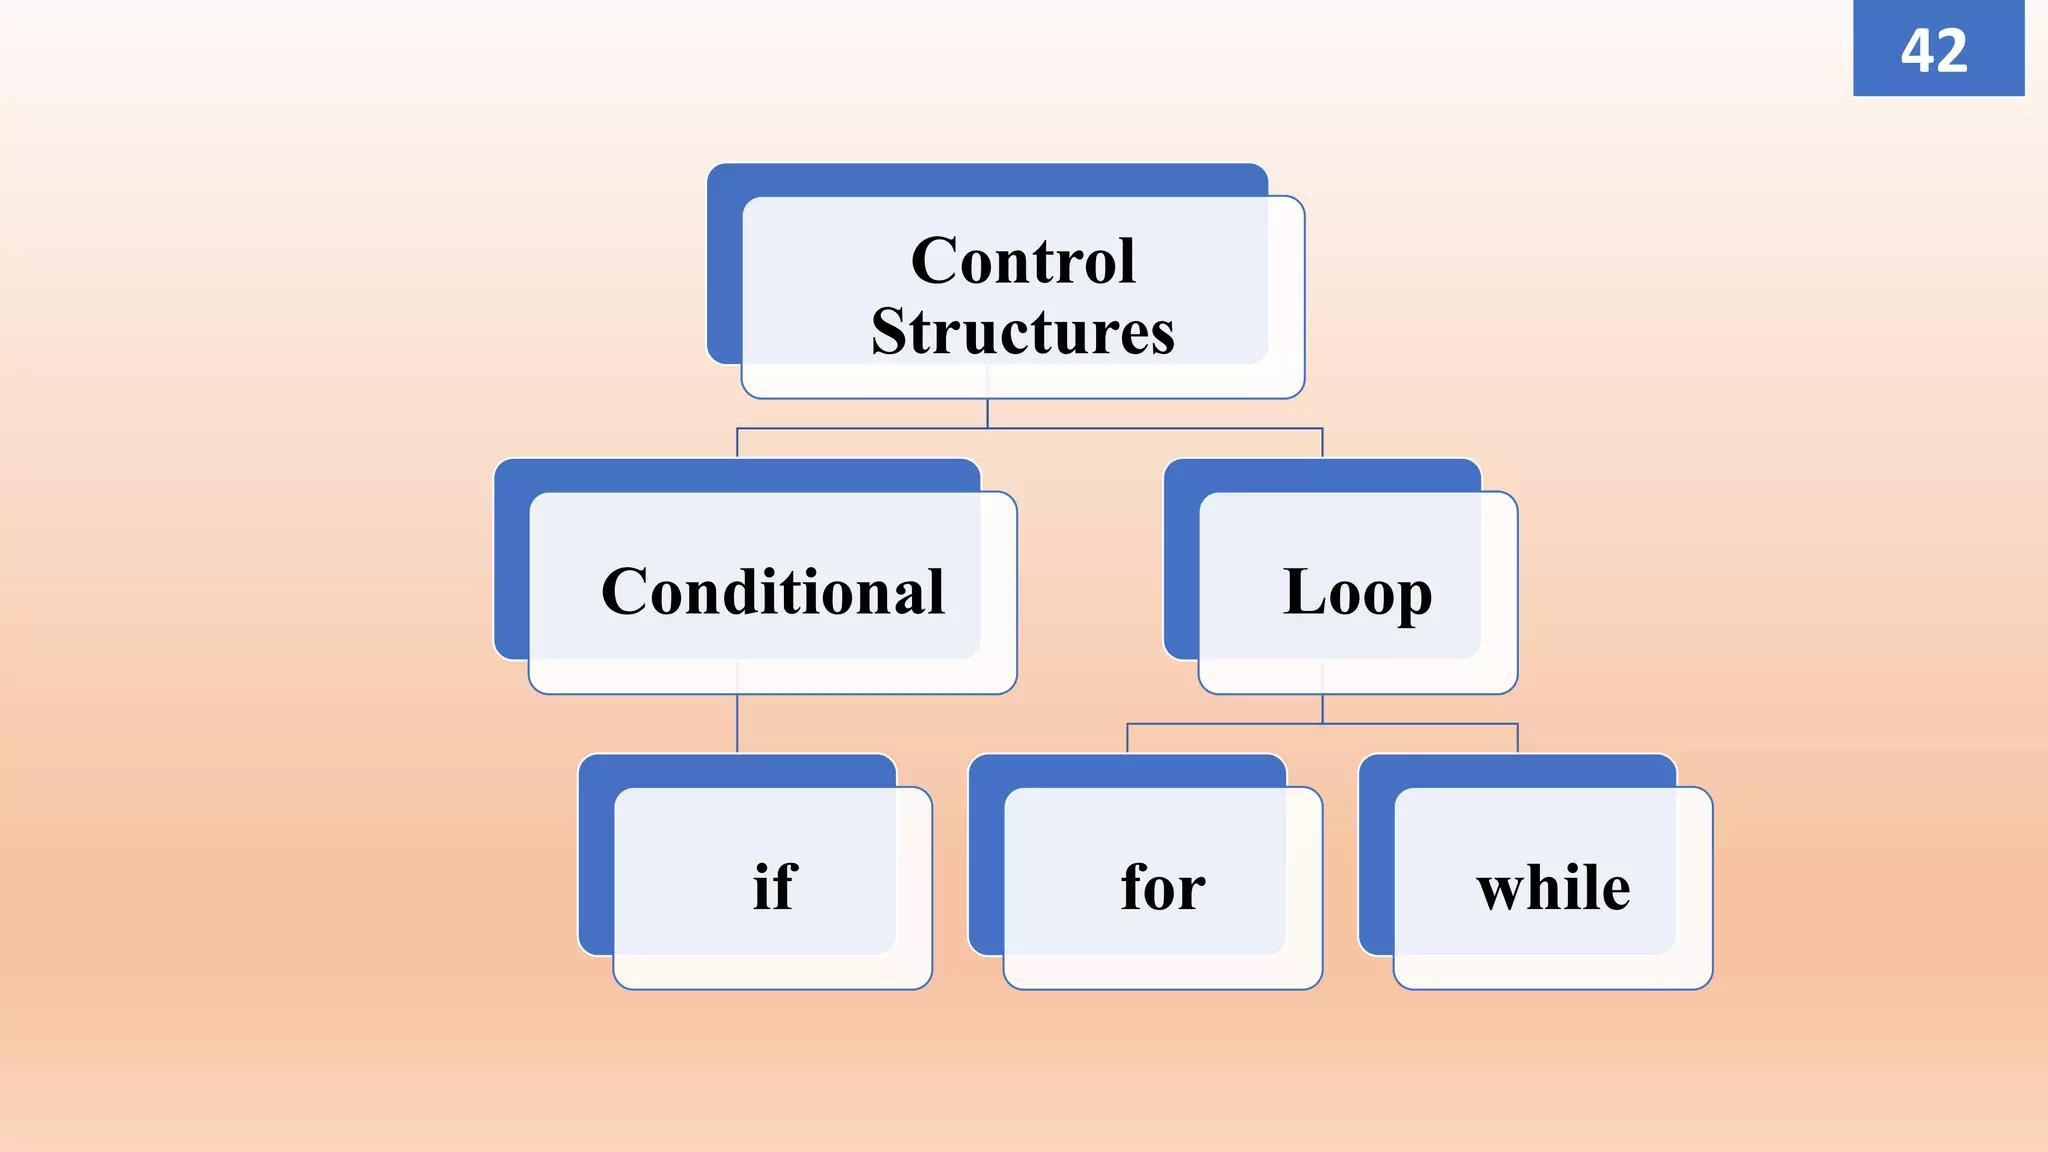 42
Control
Structures
Conditional
Loop
if
for
while